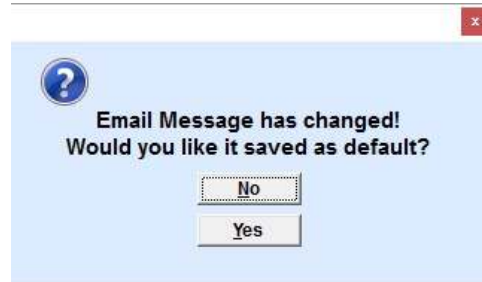 x
?
Email Message has changed!
Would you like it saved as default?
No
Yes